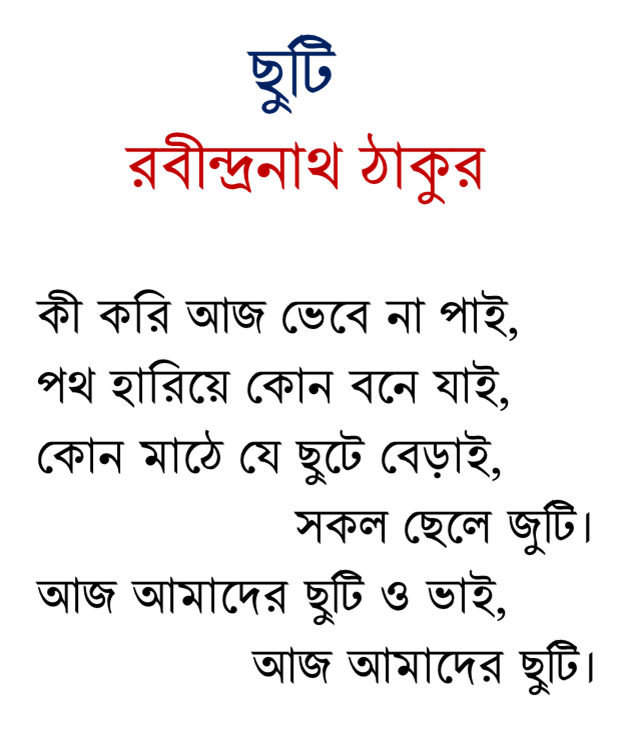 ছুটি
রবীন্দ্রনাথ ঠাকুর
কী করি আজ ভেবে না পাই,
পথ হারিয়ে কোন বনে যাই,
কোন মাঠে যে ছুটে বেড়াই,
সকল ছেলে জুটি।
আজ আমাদের ছুটি ও ভাই,
আজ আমাদের ছুটি।